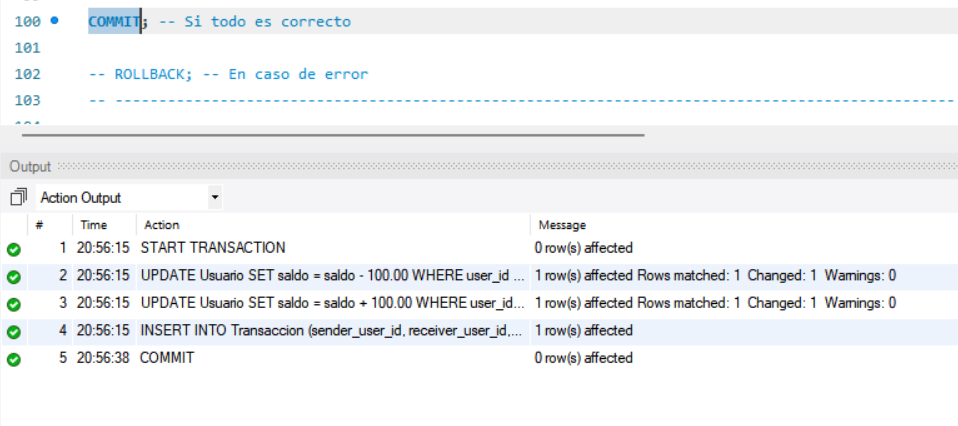 100 COMMIT; -- Si todo es correcto
101
102 -- ROLLBACK; -- En caso de error
103 -- ------------------------------------------------------------------------------------------------
Output
Action Output
# Time Action Message
1 20:56:15 START TRANSACTION 0 row(s) affected
2 20:56:15 UPDATE Usuario SET saldo = saldo - 100.00 WHERE user_id ... 1 row(s) affected Rows matched: 1 Changed: 1 Warnings: 0
3 20:56:15 UPDATE Usuario SET saldo = saldo + 100.00 WHERE user_id... 1 row(s) affected Rows matched: 1 Changed: 1 Warnings: 0
4 20:56:15 INSERT INTO Transaccion (sender_user_id, receiver_user_id,... 1 row(s) affected
5 20:56:38 COMMIT 0 row(s) affected